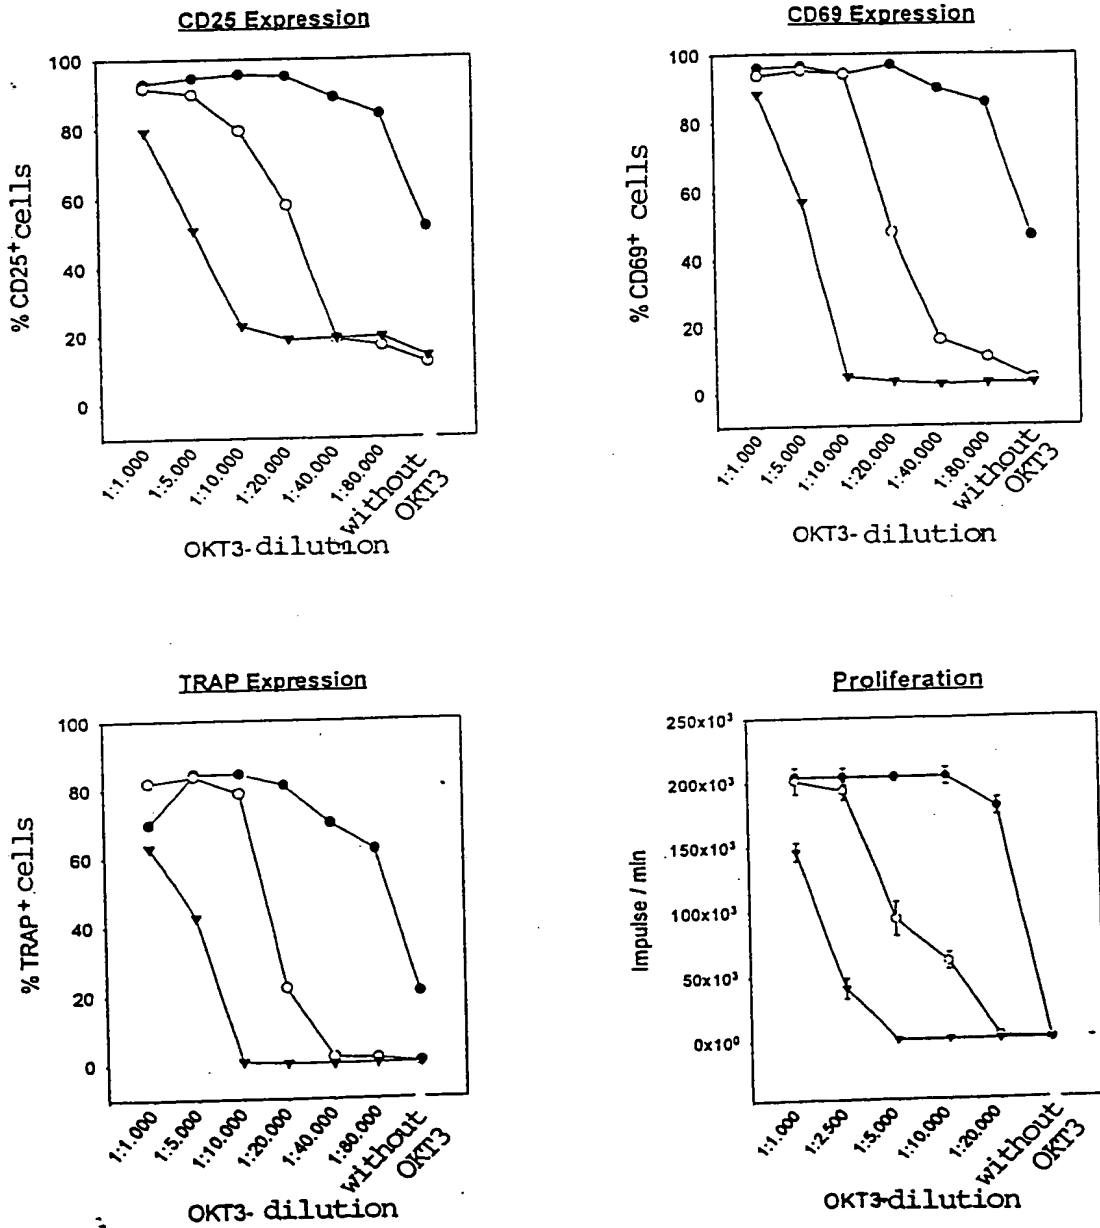 CD25 Expression
100
80
60
40
20
0
% CD25+ cells
1:1.000
1:5.000
1:10.000
1:20.000
1:40.000
1:80.000
without
OKT3
OKT3- dilution
CD69 Expression
100
80
60
40
20
0
% CD69+ cells
1:1.000
1:5.000
1:10.000
1:20.000
1:40.000
1:80.000
without
OKT3
OKT3- dilution
TRAP Expression
100
80
60
40
20
0
% TRAP+ cells
1:1.000
1:5.000
1:10.000
1:20.000
1:40.000
1:80.000
without
OKT3
OKT3- dilution
Proliferation
250x10³
200x10³
150x10³
100x10³
50x10³
0x10⁰
Impulse / min
1:1.000
1:2.500
1:5.000
1:10.000
1:20.000
without
OKT3
OKT3-dilution